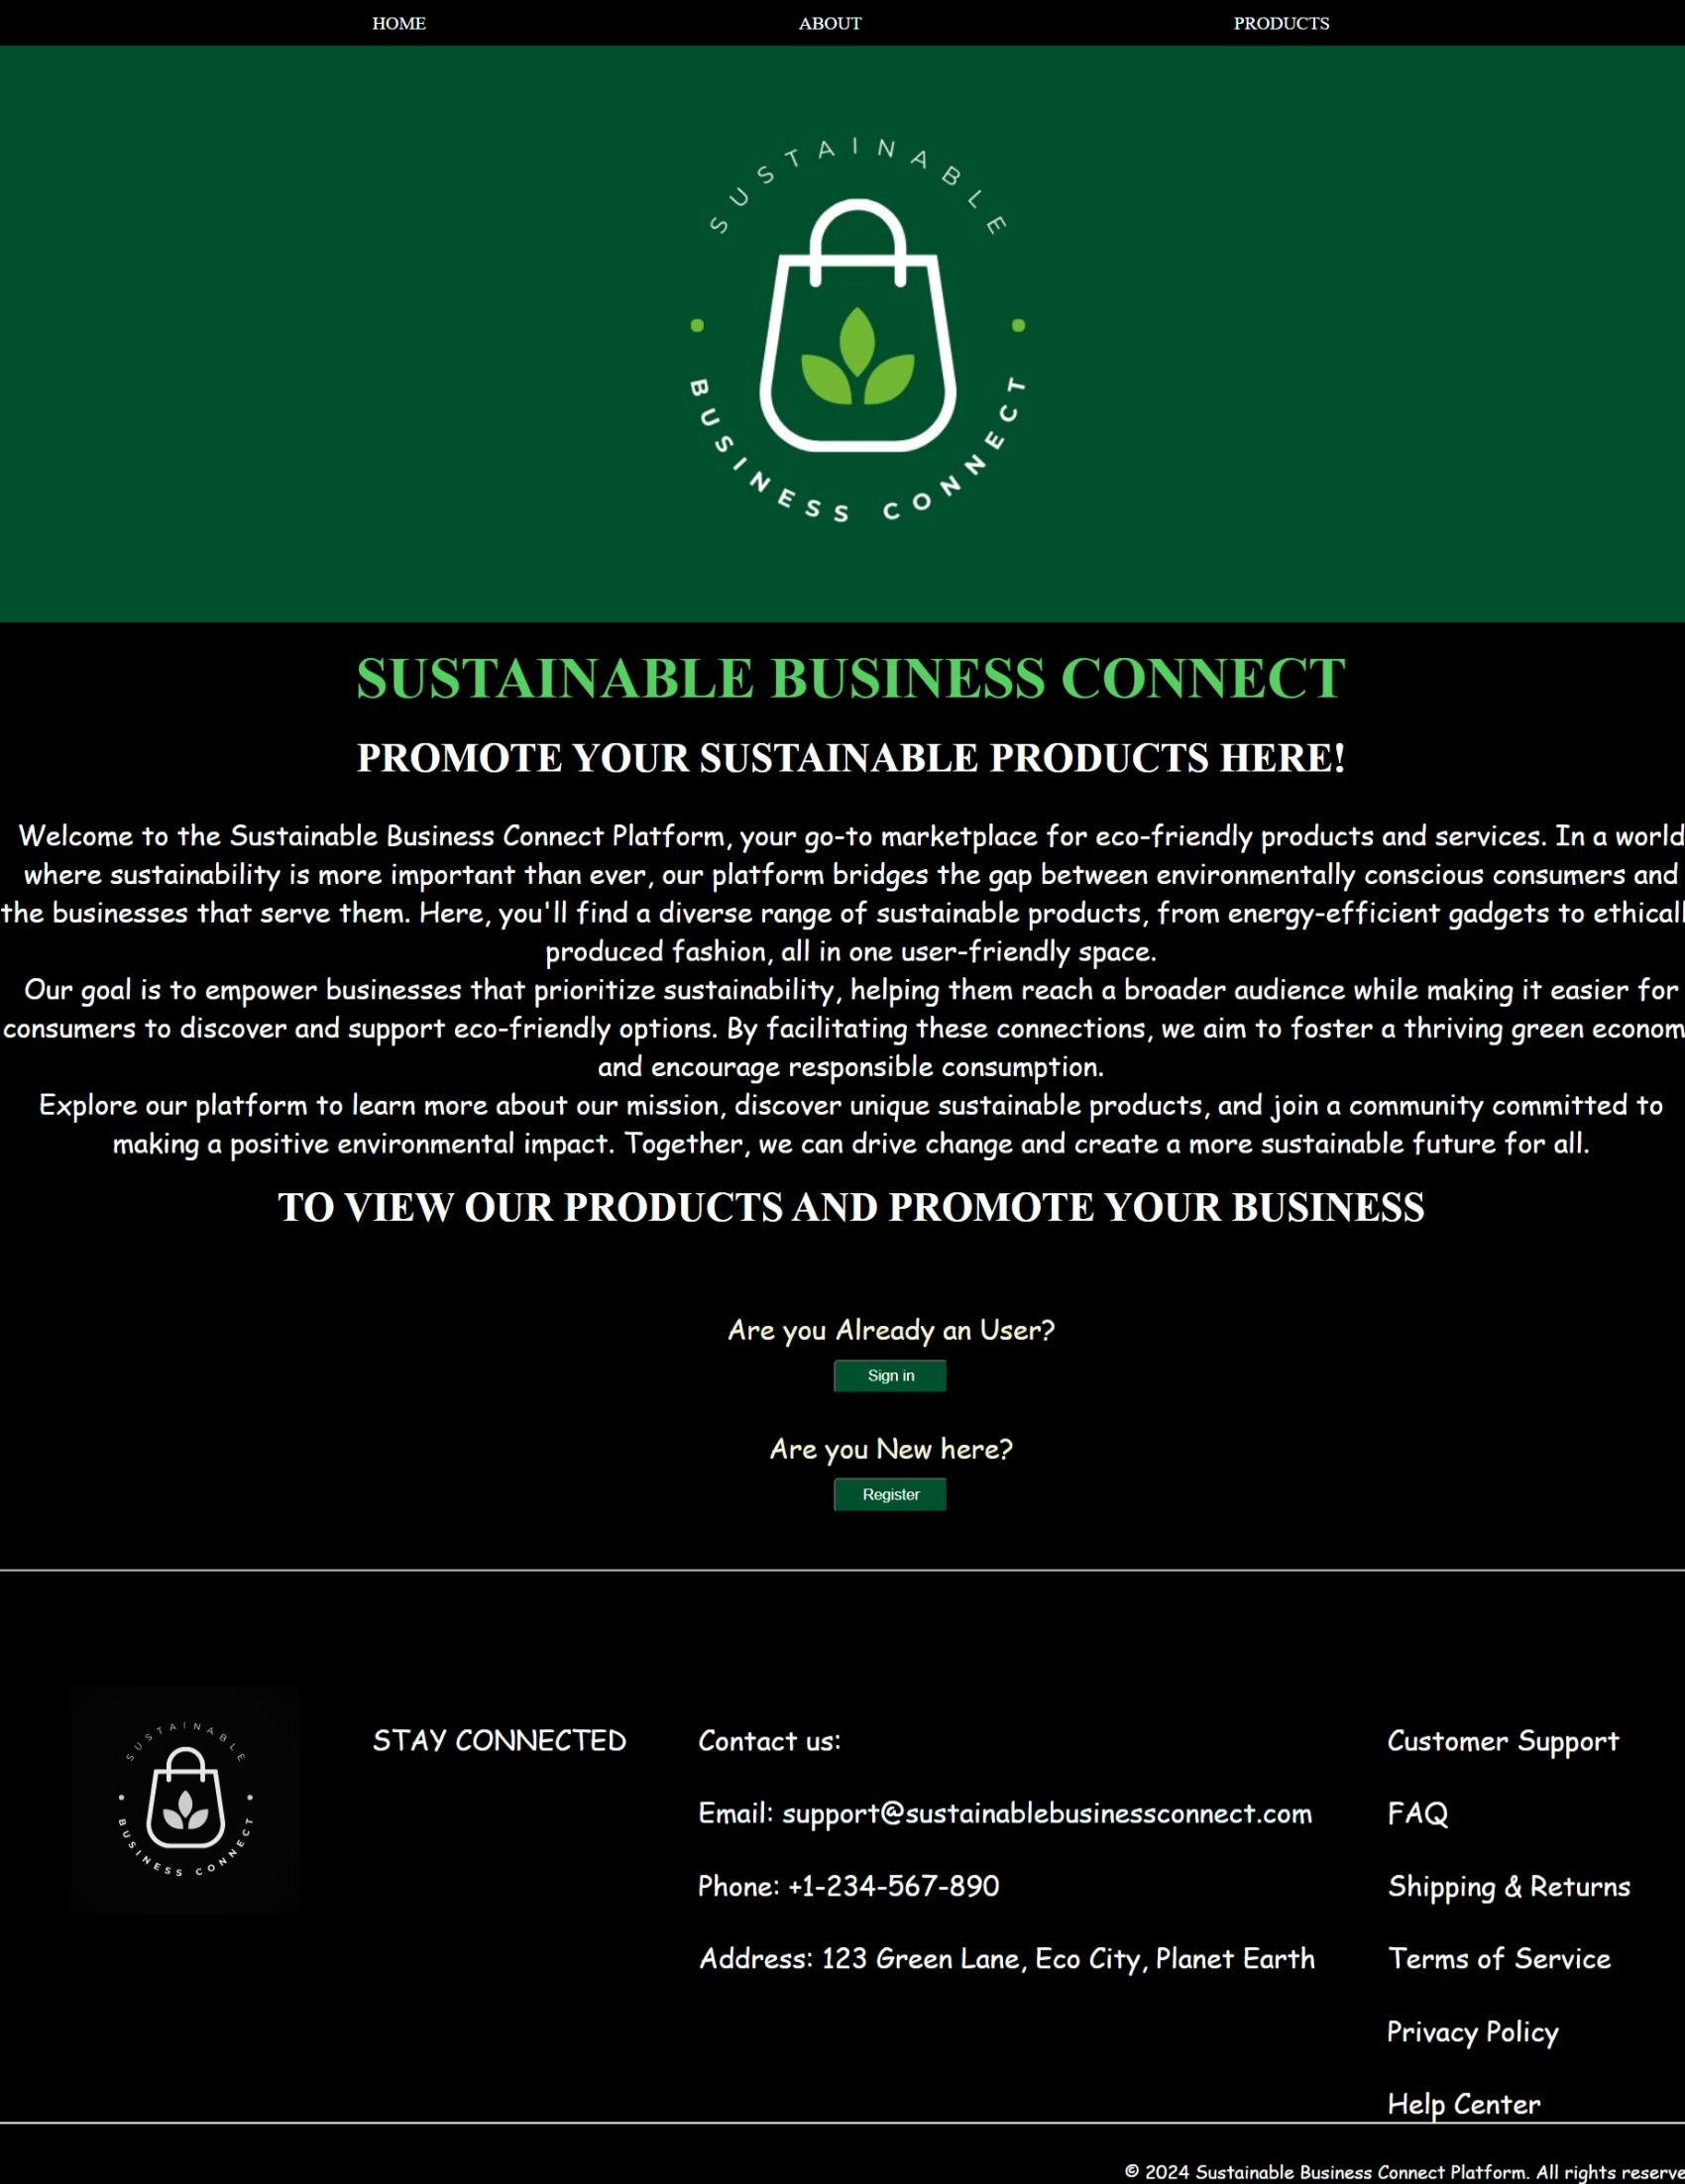 HOME ABOUT PRODUCTS
SUSTAINABLE
BUSINESS CONNECT
SUSTAINABLE BUSINESS CONNECT
PROMOTE YOUR SUSTAINABLE PRODUCTS HERE!
Welcome to the Sustainable Business Connect Platform, your go-to marketplace for eco-friendly products and services. In a world
where sustainability is more important than ever, our platform bridges the gap between environmentally conscious consumers and
the businesses that serve them. Here, you'll find a diverse range of sustainable products, from energy-efficient gadgets to ethicall
produced fashion, all in one user-friendly space.
Our goal is to empower businesses that prioritize sustainability, helping them reach a broader audience while making it easier for
consumers to discover and support eco-friendly options. By facilitating these connections, we aim to foster a thriving green econom
and encourage responsible consumption.
Explore our platform to learn more about our mission, discover unique sustainable products, and join a community committed to
making a positive environmental impact. Together, we can drive change and create a more sustainable future for all.
TO VIEW OUR PRODUCTS AND PROMOTE YOUR BUSINESS
Are you Already an User?
Sign in
Are you New here?
Register
SUSTAINABLE
BUSINESS CONNECT
STAY CONNECTED
Contact us:
Email: support@sustainablebusinessconnect.com
Phone: +1-234-567-890
Address: 123 Green Lane, Eco City, Planet Earth
Customer Support
FAQ
Shipping & Returns
Terms of Service
Privacy Policy
Help Center
© 2024 Sustainable Business Connect Platform. All rights reserve